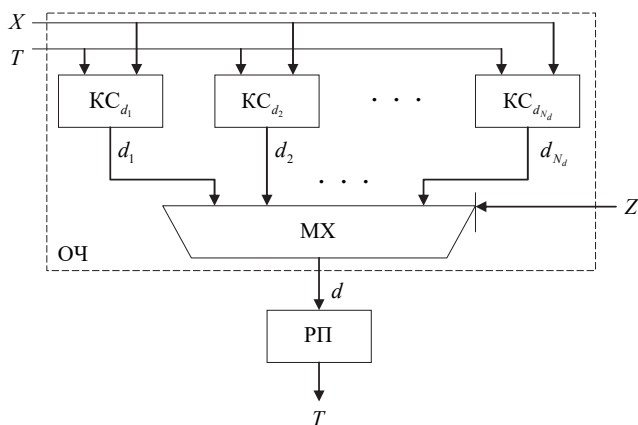 X
T
КС_{d_1} КС_{d_2} . . . КС_{d_{N_d}}
d_1 d_2 . . . d_{N_d}
МХ Z
ОЧ
d
РП
T